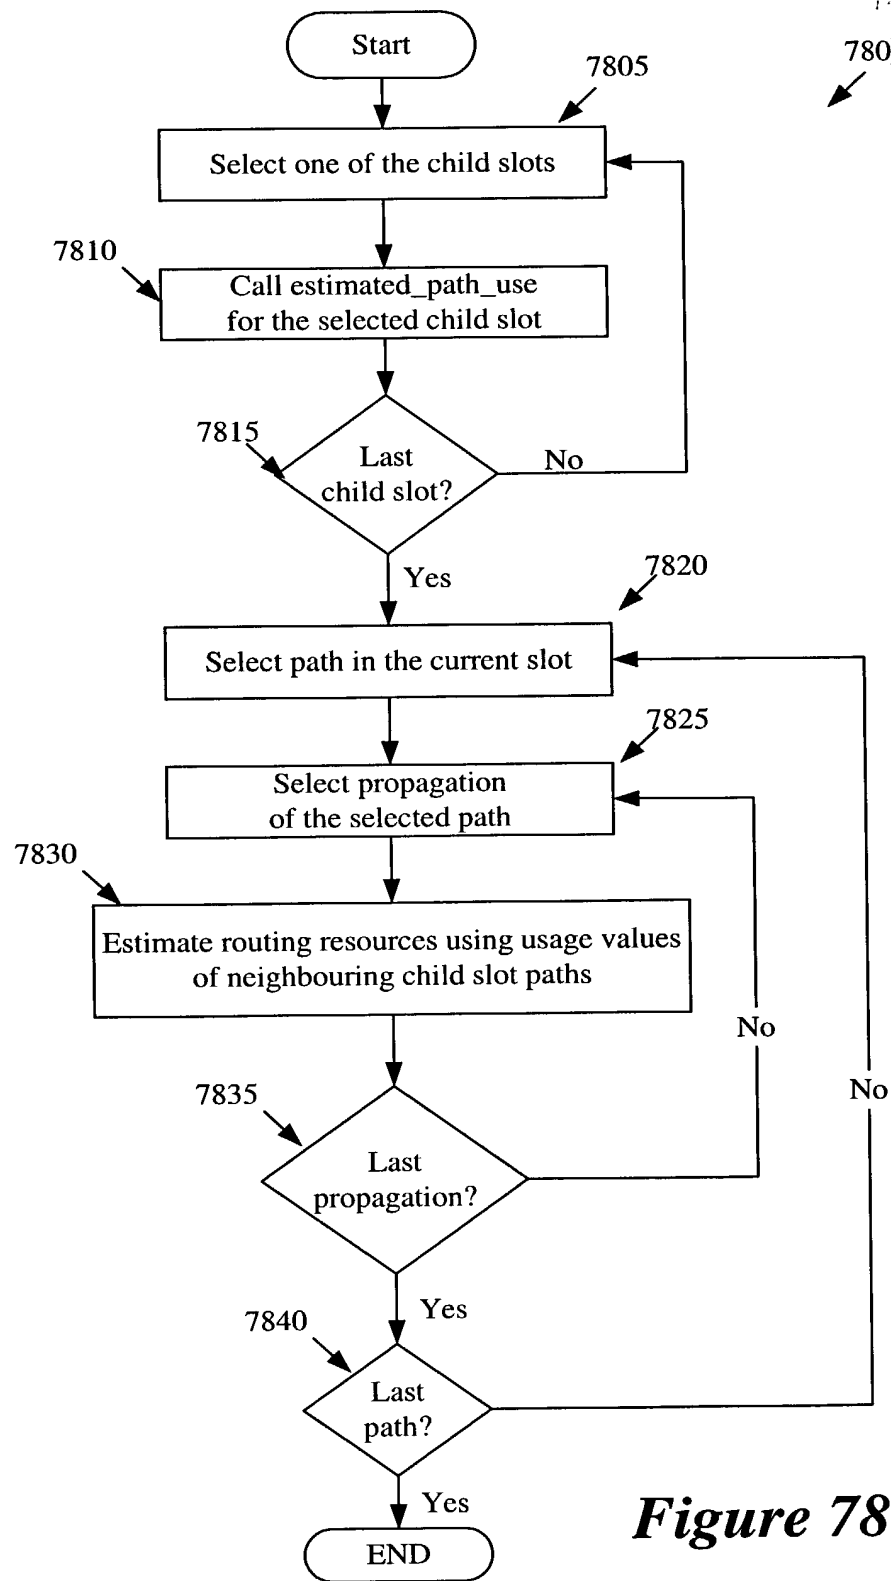 Start
780
7805
Select one of the child slots
7810
Call estimated_path_use
for the selected child slot
7815
Last
child slot?
No
Yes
7820
Select path in the current slot
7825
Select propagation
of the selected path
7830
Estimate routing resources using usage values
of neighbouring child slot paths
No
No
7835
Last
propagation?
Yes
7840
Last
path?
Yes
END
Figure 78